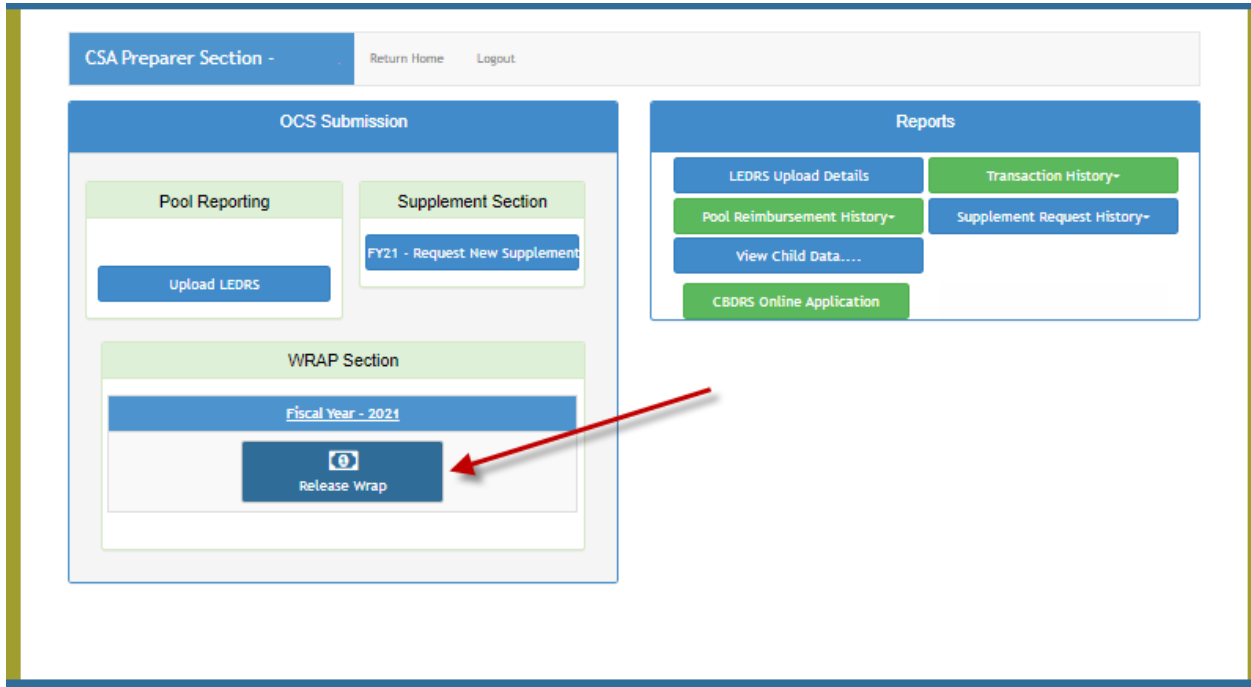 CSA Preparer Section -
Return Home
Logout
OCS Submission
Pool Reporting
Upload LEDRS
Supplement Section
FY21 - Request New Supplement
WRAP Section
Fiscal Year - 2021
Release Wrap
Reports
LEDRS Upload Details
Transaction History
Pool Reimbursement History
Supplement Request History
View Child Data....
CBDRS Online Application